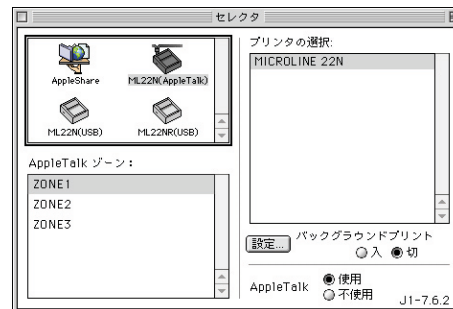 セレクタ
AppleShare
ML22N(AppleTalk)
ML22N(USB)
ML22NR(USB)
AppleTalk ゾーン：
ZONE1
ZONE2
ZONE3
プリンタの選択:
MICROLINE 22N
設定...
バックグラウンドプリント
入 切
AppleTalk
使用
不使用
J1-7.6.2